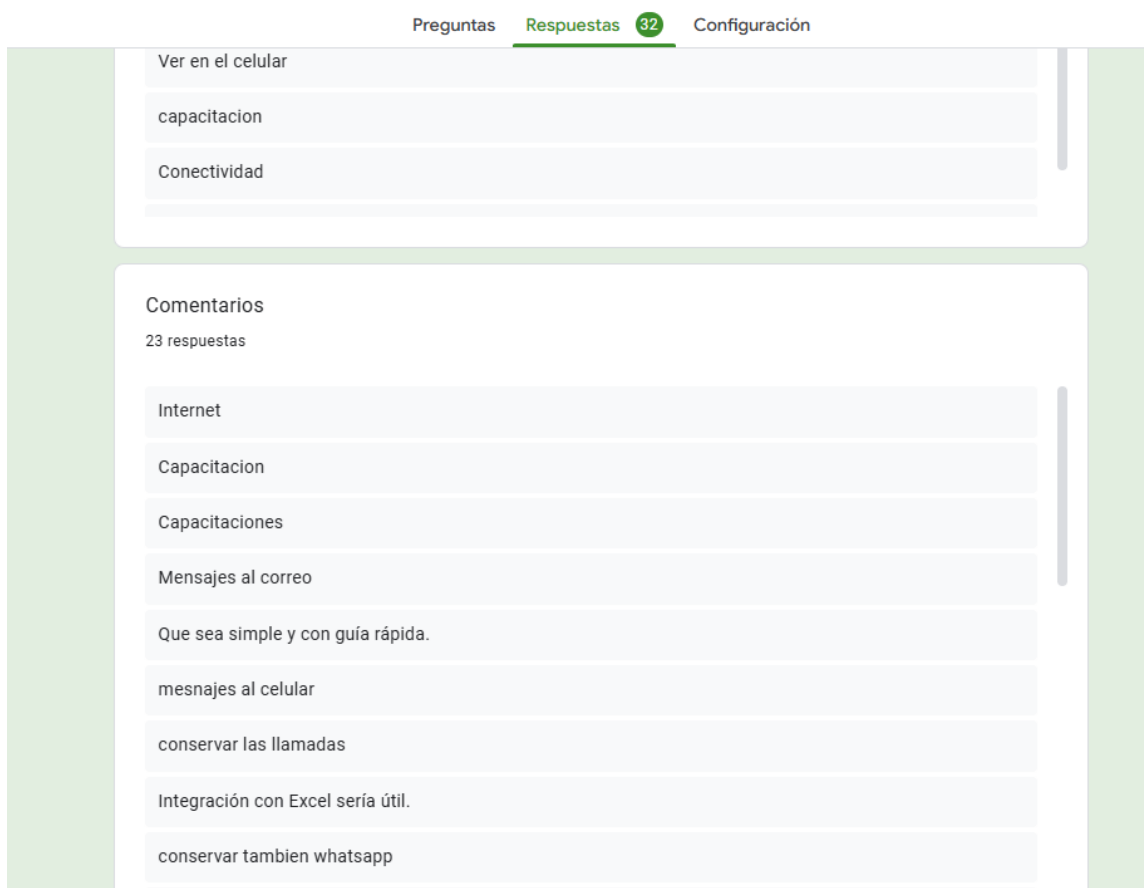 Preguntas Respuestas 32 Configuración
Ver en el celular
capacitacion
Conectividad
Comentarios
23 respuestas
Internet
Capacitacion
Capacitaciones
Mensajes al correo
Que sea simple y con guía rápida.
mesnajes al celular
conservar las llamadas
Integración con Excel sería útil.
conservar tambien whatsapp